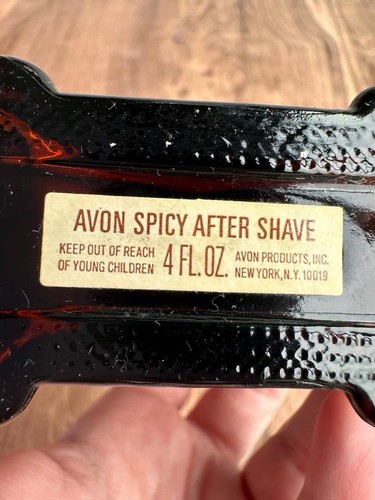 AVON SPICY AFTER SHAVE
KEEP OUT OF REACH
OF YOUNG CHILDREN
4 FL. OZ.
AVON PRODUCTS, INC.
NEW YORK, N.Y. 10019